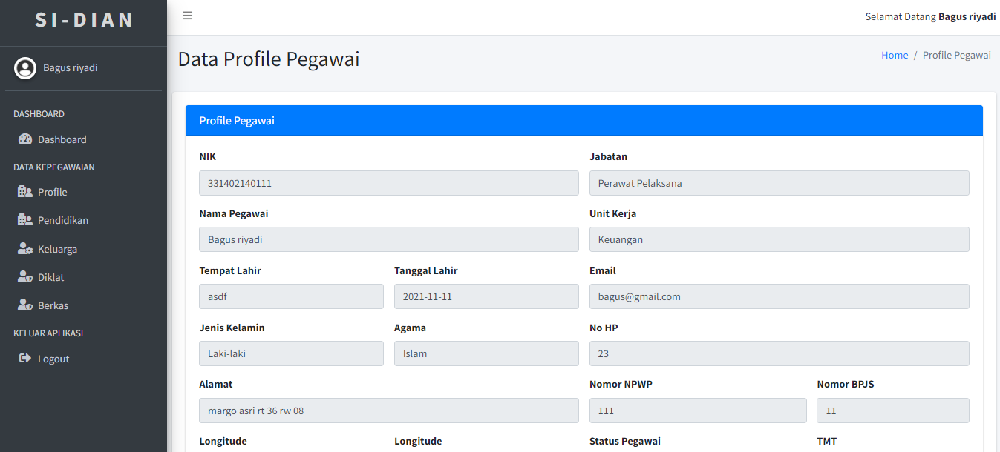 SI-DIAN
Selamat Datang Bagus riyadi
Bagus riyadi
DASHBOARD
Dashboard
DATA KEPEGAWAIAN
Profile
Pendidikan
Keluarga
Diklat
Berkas
KELUAR APLIKASI
Logout
Data Profile Pegawai
Home / Profile Pegawai
Profile Pegawai
NIK Jabatan
331402140111 Perawat Pelaksana
Nama Pegawai Unit Kerja
Bagus riyadi Keuangan
Tempat Lahir Tanggal Lahir Email
asdf 2021-11-11 bagus@gmail.com
Jenis Kelamin Agama No HP
Laki-laki Islam 23
Alamat Nomor NPWP Nomor BPJS
margo asri rt 36 rw 08 111 11
Longitude Longitude Status Pegawai TMT